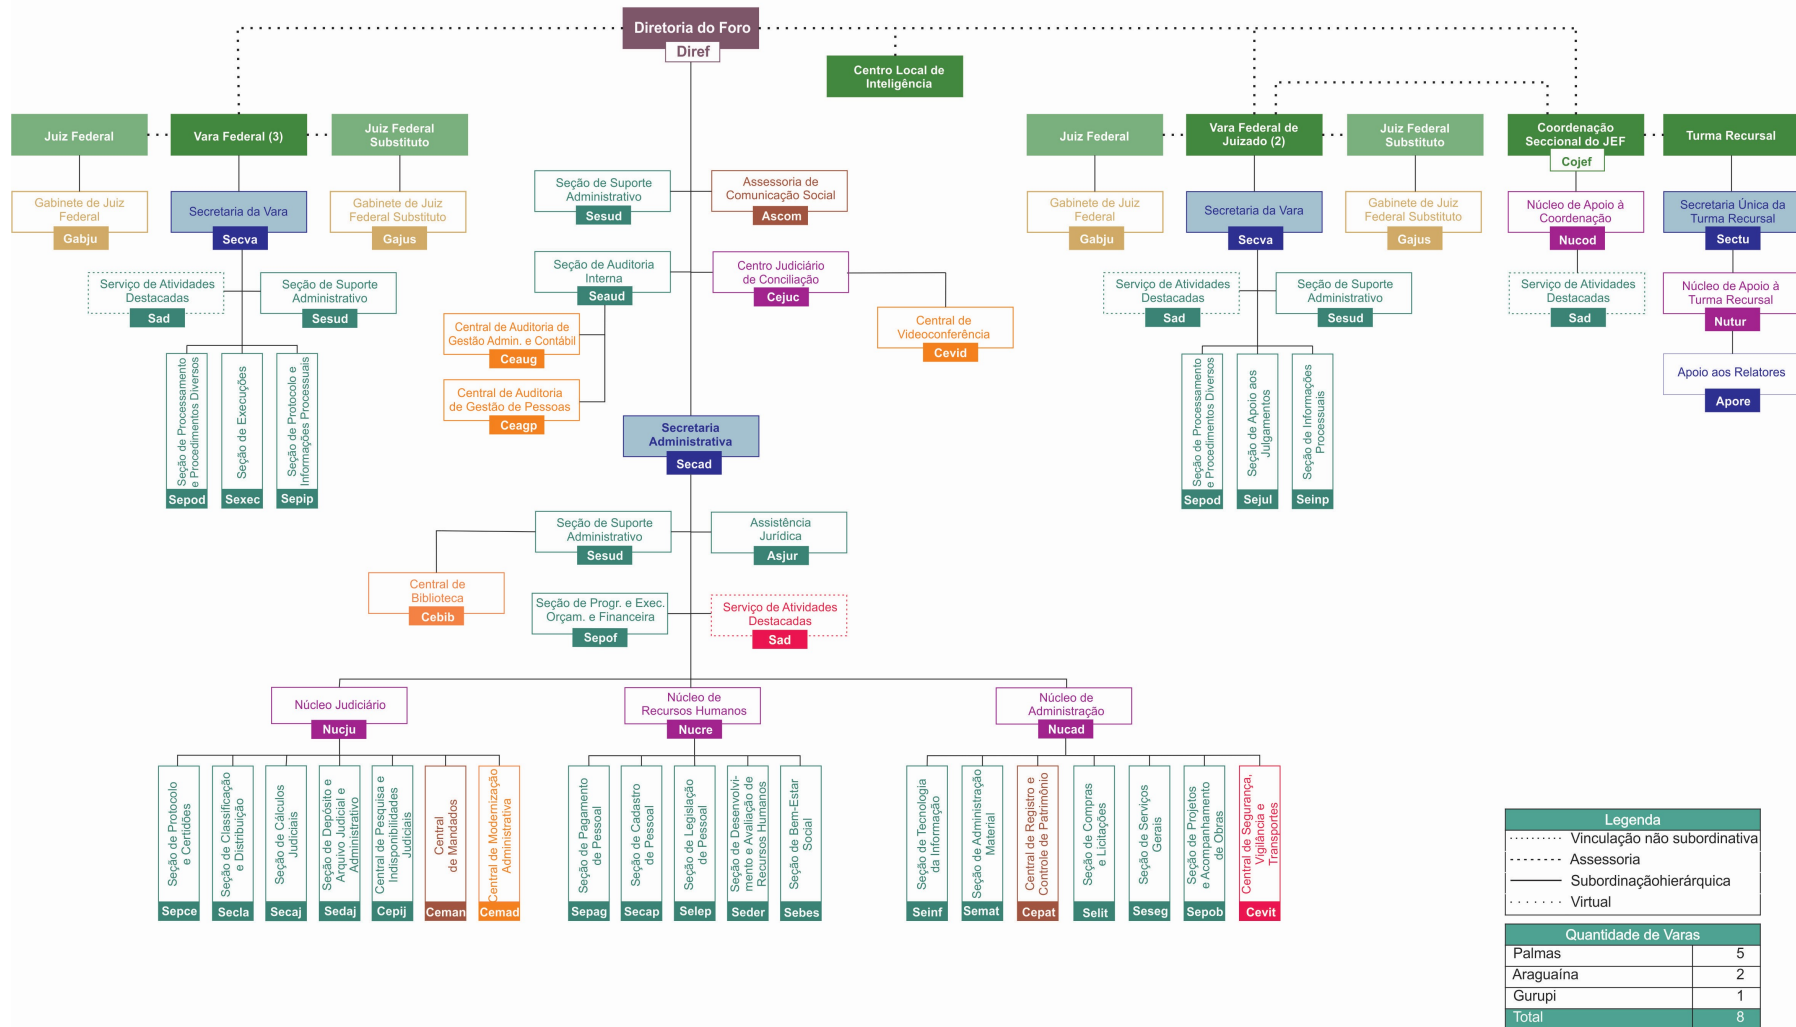 Diretoria do Foro
Diref
Centro Local de
Inteligência
Juiz Federal
Vara Federal (3)
Juiz Federal
Substituto
Gabinete de Juiz
Federal
Gabju
Secretaria da Vara
Secva
Gabinete de Juiz
Federal Substituto
Gajus
Serviço de Atividades
Destacadas
Sad
Seção de Suporte
Administrativo
Sesud
Seção de Processamento
e Procedimentos Diversos
Sepod
Seção de Execuções
Sexec
Seção de Protocolo e
Informações Processuais
Sepip
Seção de Suporte
Administrativo
Sesud
Assessoria de
Comunicação Social
Ascom
Seção de Auditoria
Interna
Seaud
Centro Judiciário
de Conciliação
Cejuc
Central de Auditoria de
Gestão Admin. e Contábil
Ceaug
Central de
Videoconferência
Cevid
Central de Auditoria
de Gestão de Pessoas
Ceagp
Secretaria
Administrativa
Secad
Seção de Suporte
Administrativo
Sesud
Assistência
Jurídica
Asjur
Central de
Biblioteca
Cebib
Seção de Progr. e Exec.
Orçam. e Financeira
Sepof
Serviço de Atividades
Destacadas
Sad
Juiz Federal
Vara Federal de
Juizado (2)
Juiz Federal
Substituto
Coordenação
Seccional do JEF
Cojef
Turma Recursal
Gabinete de Juiz
Federal
Gabju
Secretaria da Vara
Secva
Gabinete de Juiz
Federal Substituto
Gajus
Núcleo de Apoio à
Coordenação
Nucod
Secretaria Única da
Turma Recursal
Sectu
Serviço de Atividades
Destacadas
Sad
Seção de Suporte
Administrativo
Sesud
Serviço de Atividades
Destacadas
Sad
Núcleo de Apoio à
Turma Recursal
Nutur
Apoio aos Relatores
Apore
Seção de Processamento
e Procedimentos Diversos
Sepod
Seção de Apoio aos
Julgamentos
Sejul
Seção de Informações
Processuais
Seinp
Núcleo Judiciário
Nucju
Núcleo de
Recursos Humanos
Nucre
Núcleo de
Administração
Nucad
Seção de Protocolo
e Certidões
Sepce
Seção de Classificação
e Distribuição
Secla
Seção de Cálculos
Judiciais
Secaj
Seção de Depósito e
Arquivo Judicial e
Administrativo
Sedaj
Central de Pesquisa e
Indisponibilidades
Judiciais
Cepij
Central
de Mandados
Ceman
Central de Modernização
Administrativa
Cemad
Seção de Pagamento
de Pessoal
Sepag
Seção de Cadastro
de Pessoal
Secap
Seção de Legislação
de Pessoal
Selep
Seção de Desenvolvi-
mento e Avaliação de
Recursos Humanos
Seder
Seção de Bem-Estar
Social
Sebes
Seção de Tecnologia
da Informação
Seinf
Seção de Administração
Material
Semat
Central de Registro e
Controle de Patrimônio
Cepat
Seção de Compras
e Licitações
Selit
Seção de Serviços
Gerais
Seseg
Seção de Projetos
e Acompanhamento
de Obras
Sepob
Central de Segurança,
Vigilância e
Transportes
Cevit
Legenda
Vinculação não subordinativa
Assessoria
Subordinaçãohierárquica
Virtual
Quantidade de Varas
Palmas 5
Araguaína 2
Gurupi 1
Total 8